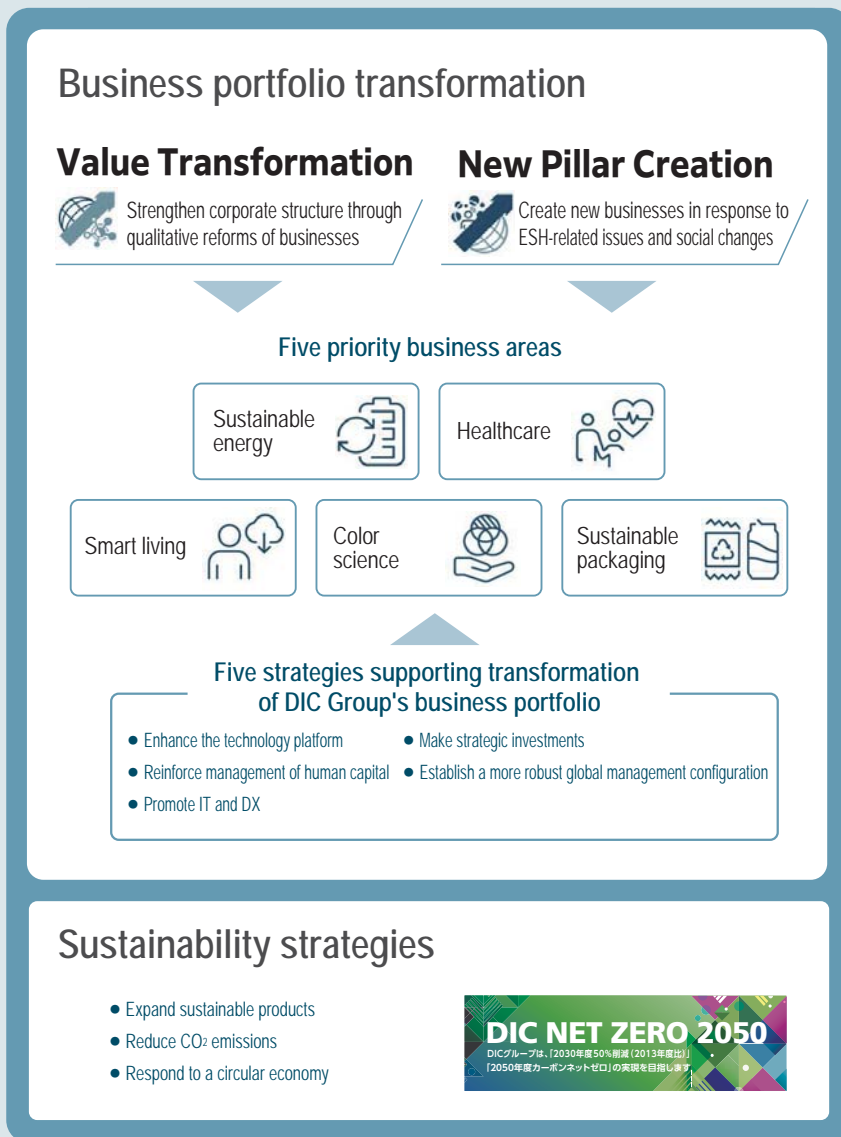 Business portfolio transformation
Value Transformation
Strengthen corporate structure through
qualitative reforms of businesses
New Pillar Creation
Create new businesses in response to
ESH-related issues and social changes
Five priority business areas
Sustainable
energy
Healthcare
Smart living
Color
science
Sustainable
packaging
Five strategies supporting transformation
of DIC Group's business portfolio
● Enhance the technology platform
● Reinforce management of human capital
● Promote IT and DX
● Make strategic investments
● Establish a more robust global management configuration
Sustainability strategies
● Expand sustainable products
● Reduce CO2 emissions
● Respond to a circular economy
DIC NET ZERO 2050
DICグループは、「2030年度50%削減(2013年度比)」
「2050年度カーボンネットゼロ」の実現を目指します